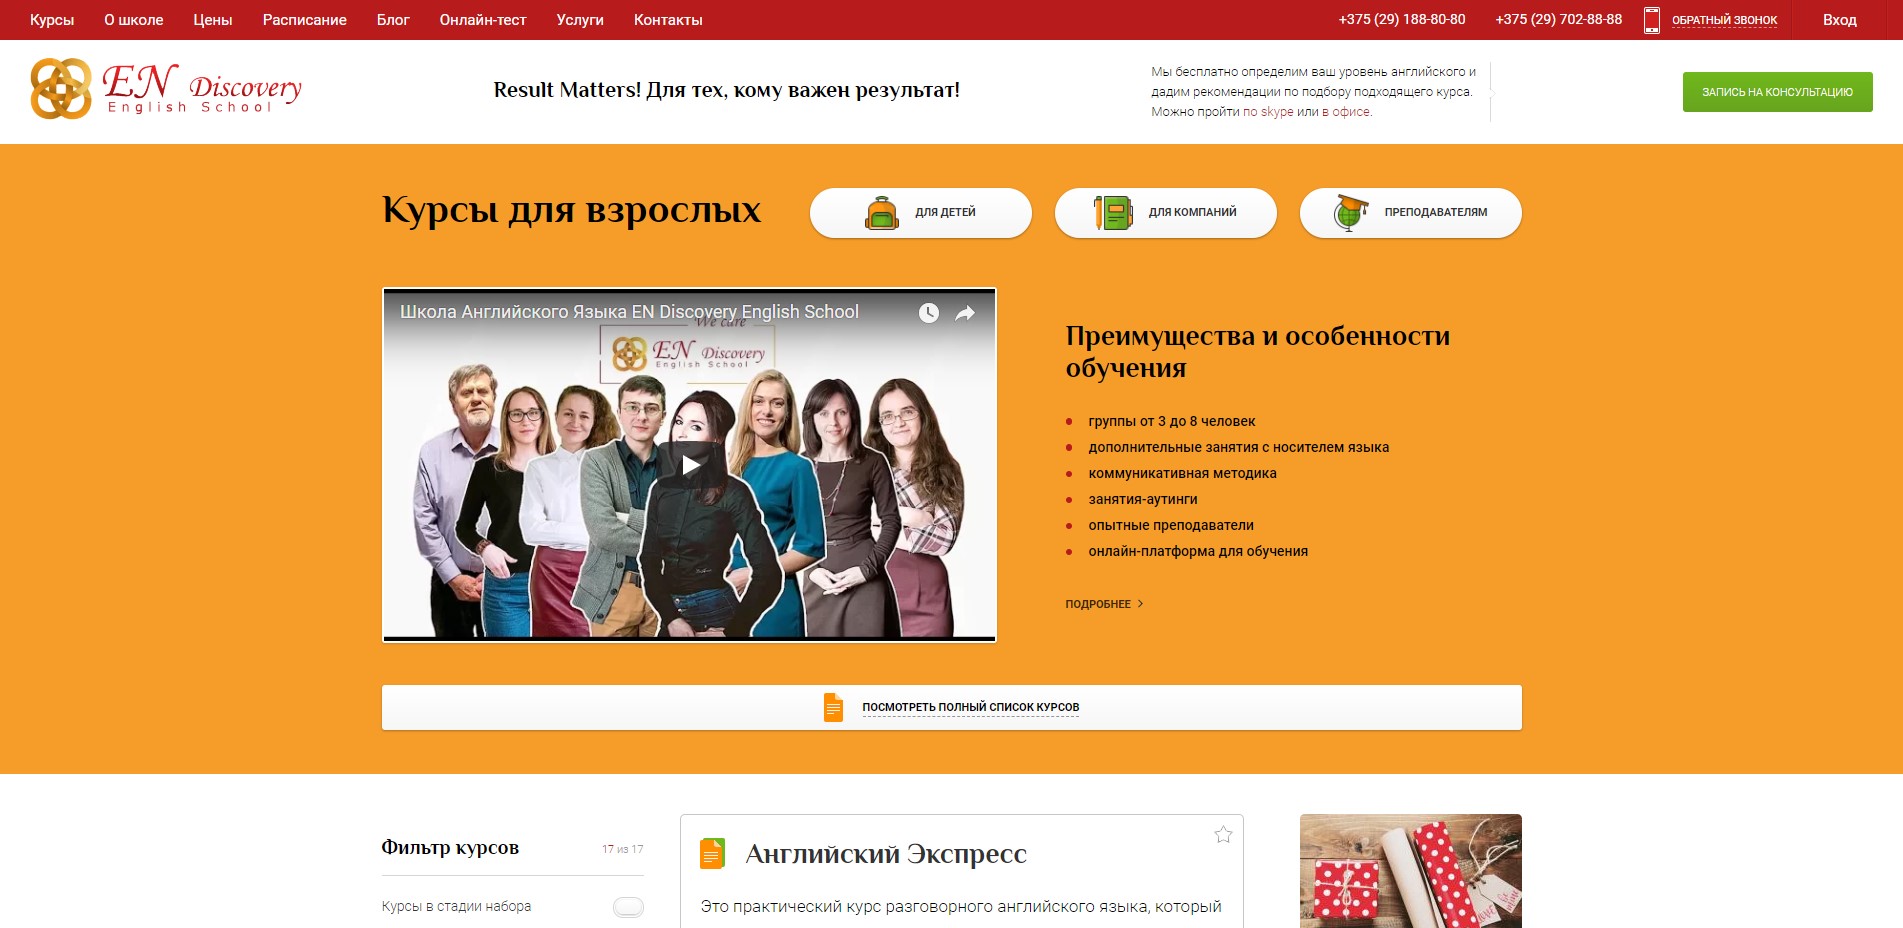 Курсы О школе Цены Расписание Блог Онлайн-тест Услуги Контакты +375 (29) 188-80-80 +375 (29) 702-88-88 ОБРАТНЫЙ ЗВОНОК Вход
EN Discovery
English School
Result Matters! Для тех, кому важен результат!
Мы бесплатно определим ваш уровень английского и
дадим рекомендации по подбору подходящего курса.
Можно пройти по skype или в офисе.
ЗАПИСЬ НА КОНСУЛЬТАЦИЮ
Курсы для взрослых
ДЛЯ ДЕТЕЙ
ДЛЯ КОМПАНИЙ
ПРЕПОДАВАТЕЛЯМ
Школа Английского Языка EN Discovery English School
We care
EN Discovery
English School
Преимущества и особенности
обучения
группы от 3 до 8 человек
дополнительные занятия с носителем языка
коммуникативная методика
занятия-аутинги
опытные преподаватели
онлайн-платформа для обучения
ПОДРОБНЕЕ
ПОСМОТРЕТЬ ПОЛНЫЙ СПИСОК КУРСОВ
Фильтр курсов 17 из 17
Курсы в стадии набора
Английский Экспресс
Это практический курс разговорного английского языка, который